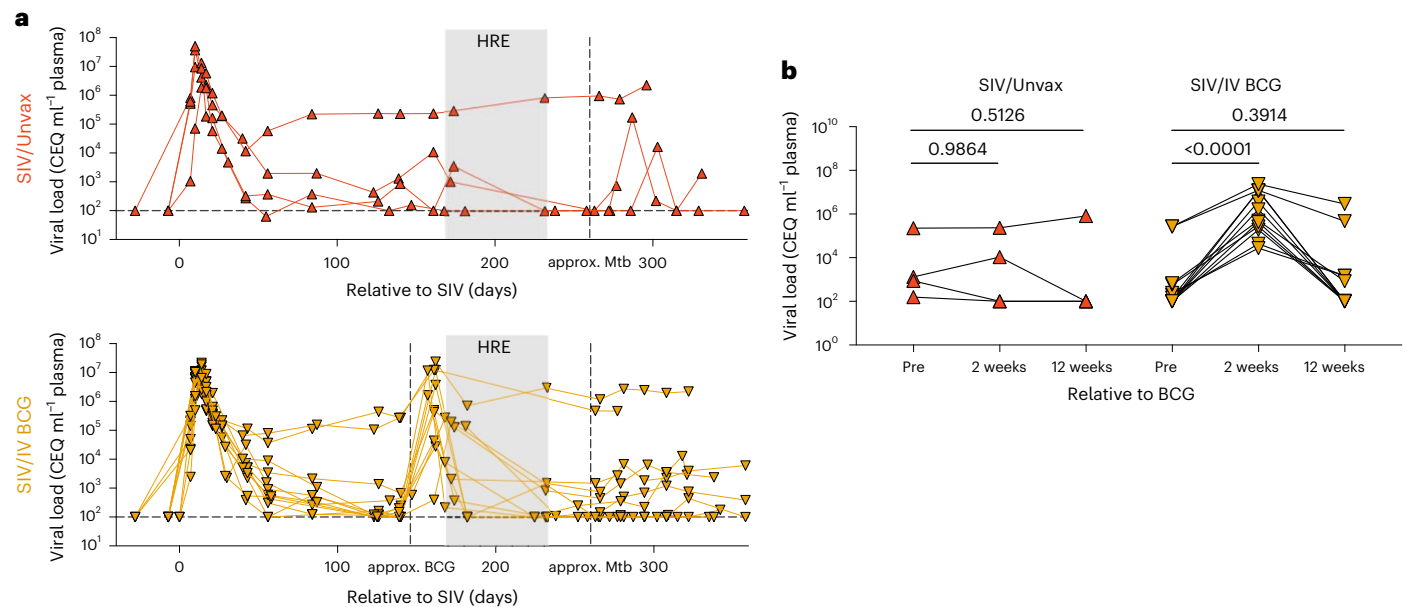 a
SIV/Unvax
Viral load (CEQ ml⁻¹ plasma)
10⁸
10⁷
10⁶
10⁵
10⁴
10³
10²
10¹
HRE
0 100 200 approx. Mtb 300
Relative to SIV (days)
SIV/IV BCG
Viral load (CEQ ml⁻¹ plasma)
10⁸
10⁷
10⁶
10⁵
10⁴
10³
10²
10¹
HRE
0 100 approx. BCG 200 approx. Mtb 300
Relative to SIV (days)
b
SIV/Unvax SIV/IV BCG
0.5126 0.3914
0.9864 <0.0001
Viral load (CEQ ml⁻¹ plasma)
10¹⁰
10⁸
10⁶
10⁴
10²
10⁰
Pre 2 weeks 12 weeks Pre 2 weeks 12 weeks
Relative to BCG